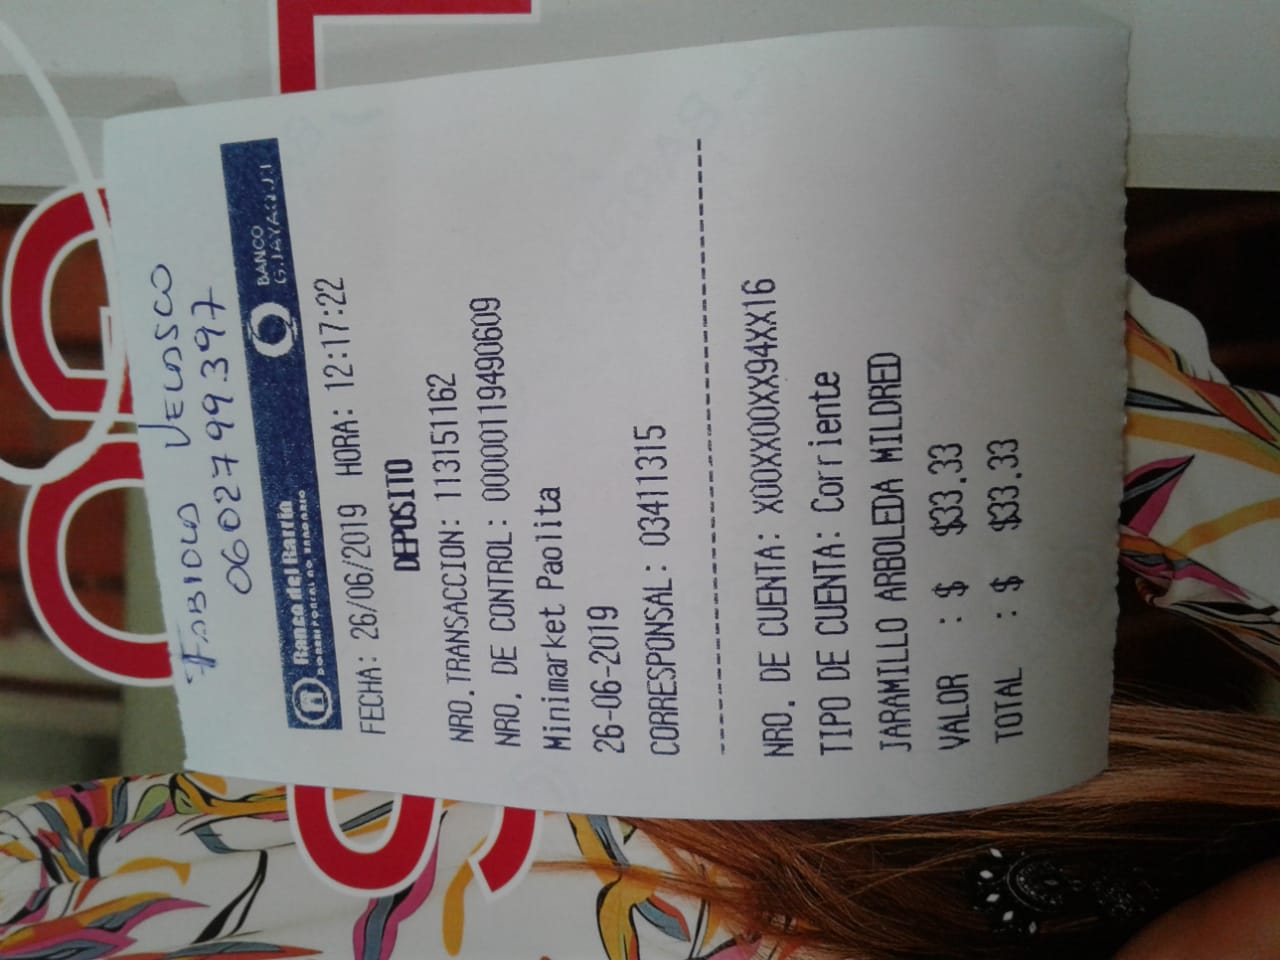 FABIOLA VELASCO
0602799397
Banco del Barrio
CORRESPONSAL NO BANCARIO
BANCO
GUAYAQUIL
FECHA: 26/06/2019 HORA: 12:17:22
DEPOSITO
NRO.TRANSACCION: 113151162
NRO. DE CONTROL: 00000119490609
Minimarket Paolita
26-06-2019
CORRESPONSAL: 03411315
NRO. DE CUENTA: X00XX00XX94XX16
TIPO DE CUENTA: Corriente
JARAMILLO ARBOLEDA MILDRED
VALOR : $ $33.33
TOTAL : $ $33.33